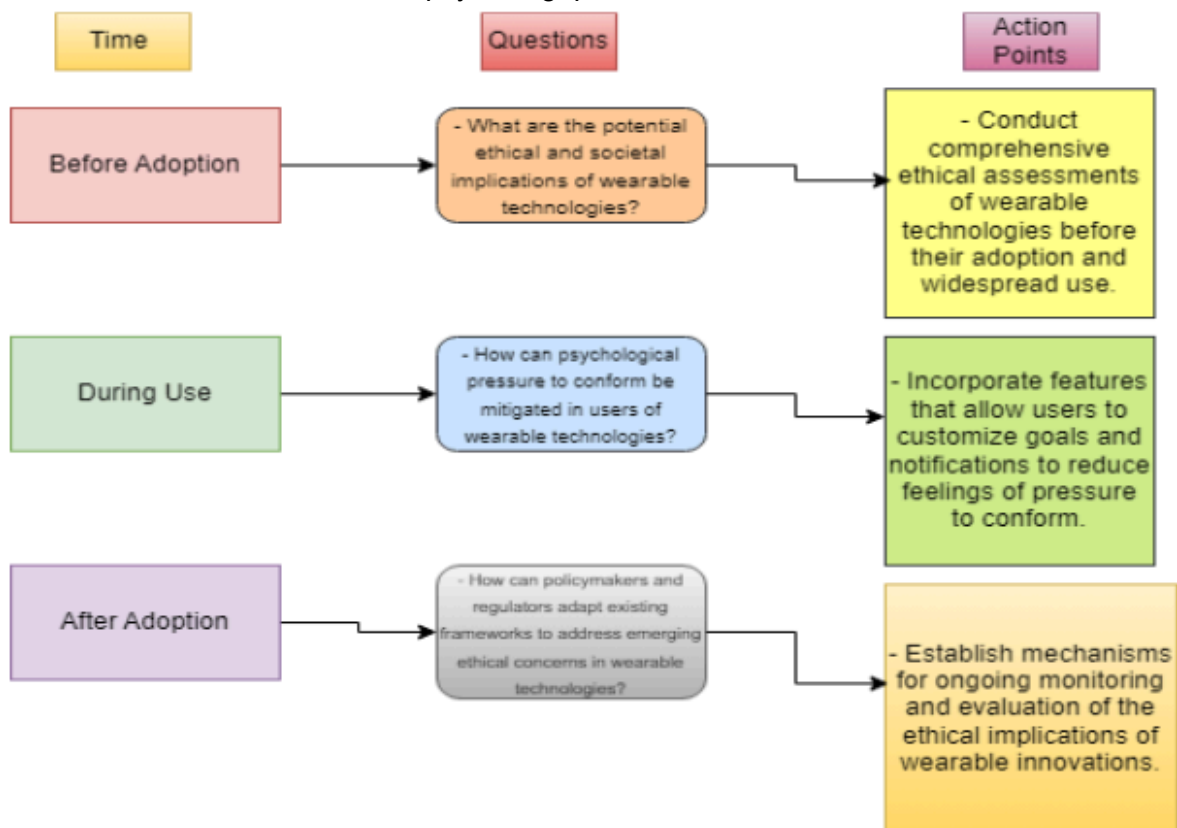 Time
Questions
Action
Points
Before Adoption
- What are the potential
ethical and societal
implications of wearable
technologies?
- Conduct
comprehensive
ethical assessments
of wearable
technologies before
their adoption and
widespread use.
During Use
- How can psychological
pressure to conform be
mitigated in users of
wearable technologies?
- Incorporate features
that allow users to
customize goals and
notifications to reduce
feelings of pressure
to conform.
After Adoption
- How can policymakers and
regulators adapt existing
frameworks to address emerging
ethical concerns in wearable
technologies?
- Establish mechanisms
for ongoing monitoring
and evaluation of the
ethical implications of
wearable innovations.